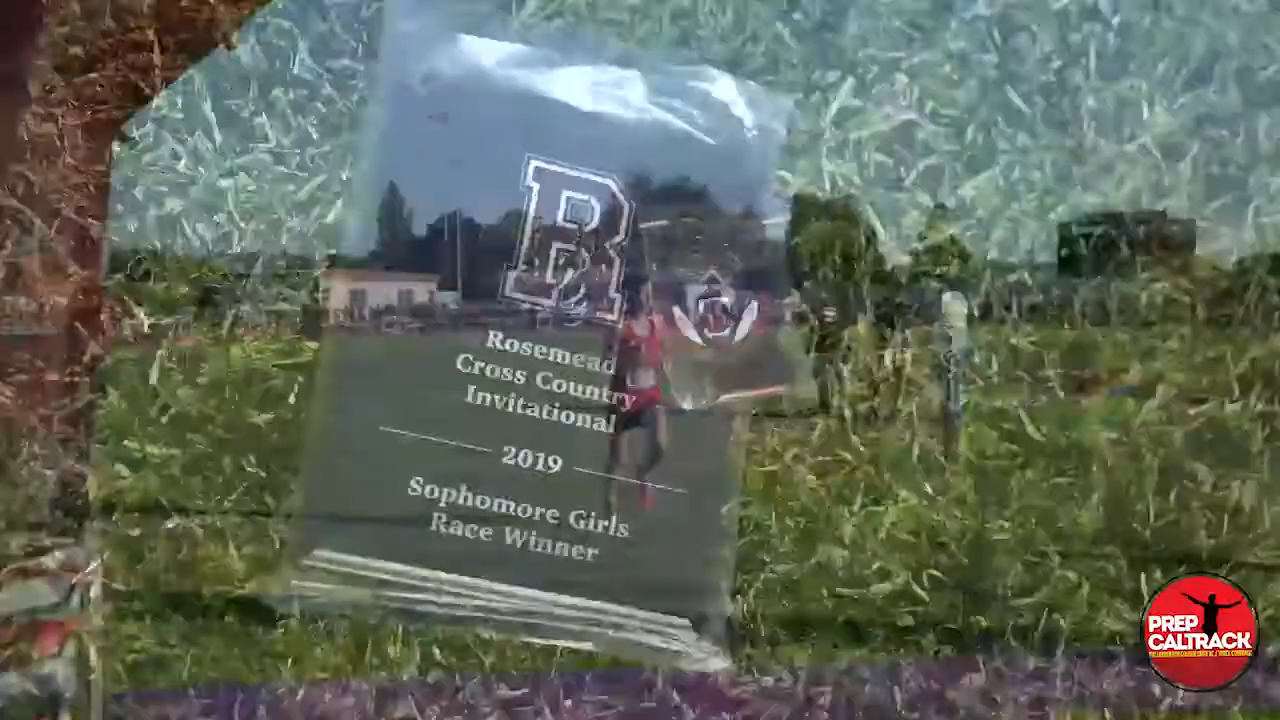 R
Rosemead
Cross Country
Invitational
2019
Sophomore Girls
Race Winner
PREP
CALTRACK